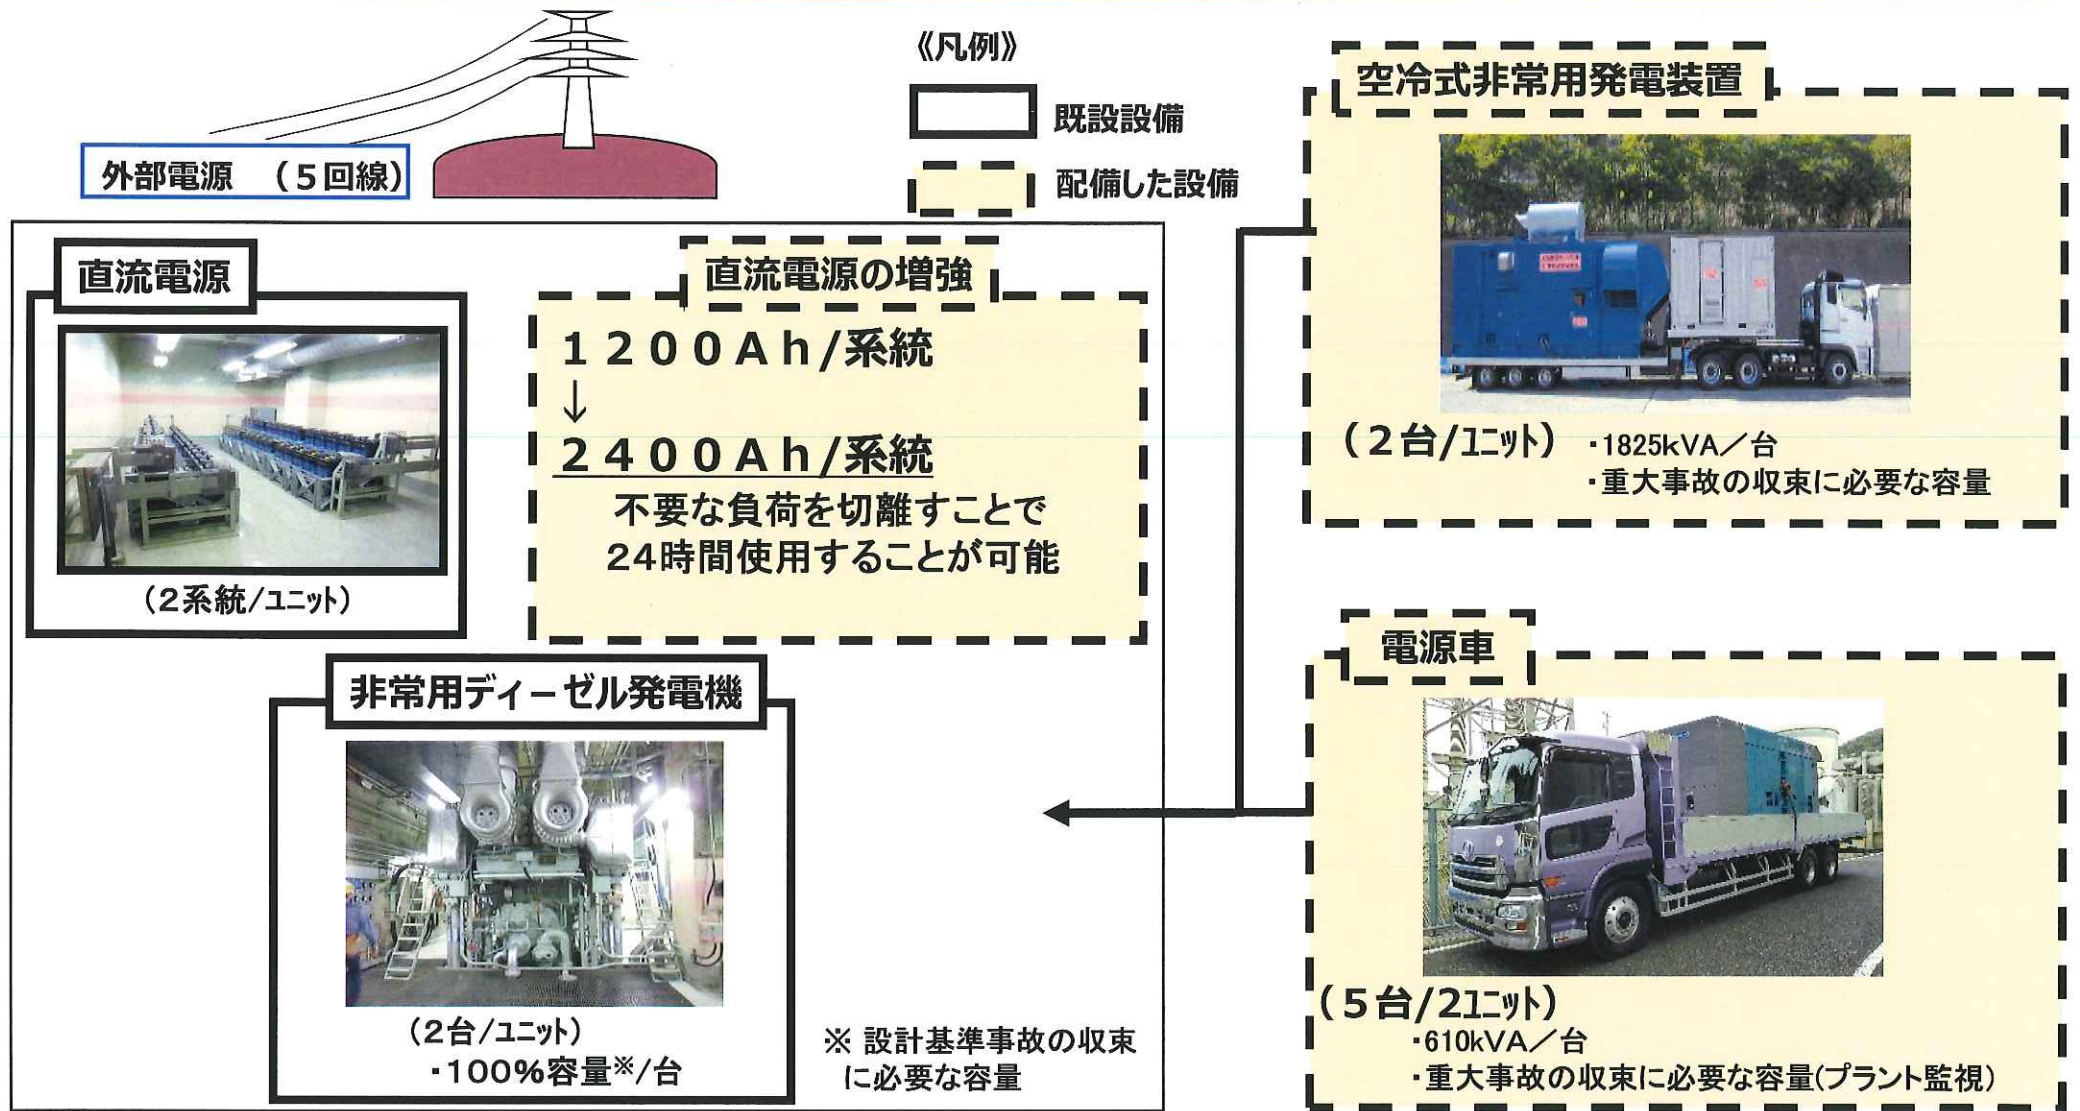 《凡例》
既設設備
配備した設備
外部電源　（５回線）
直流電源
（2系統/ユニット）
直流電源の増強
１２００Ａｈ/系統
↓
２４００Ａｈ/系統
不要な負荷を切離すことで
24時間使用することが可能
非常用ディーゼル発電機
（2台/ユニット）
・100%容量※/台
※ 設計基準事故の収束
に必要な容量
空冷式非常用発電装置
（２台/ユニット）
・1825kVA／台
・重大事故の収束に必要な容量
電源車
（５台/2ユニット）
・610kVA／台
・重大事故の収束に必要な容量(プラント監視)